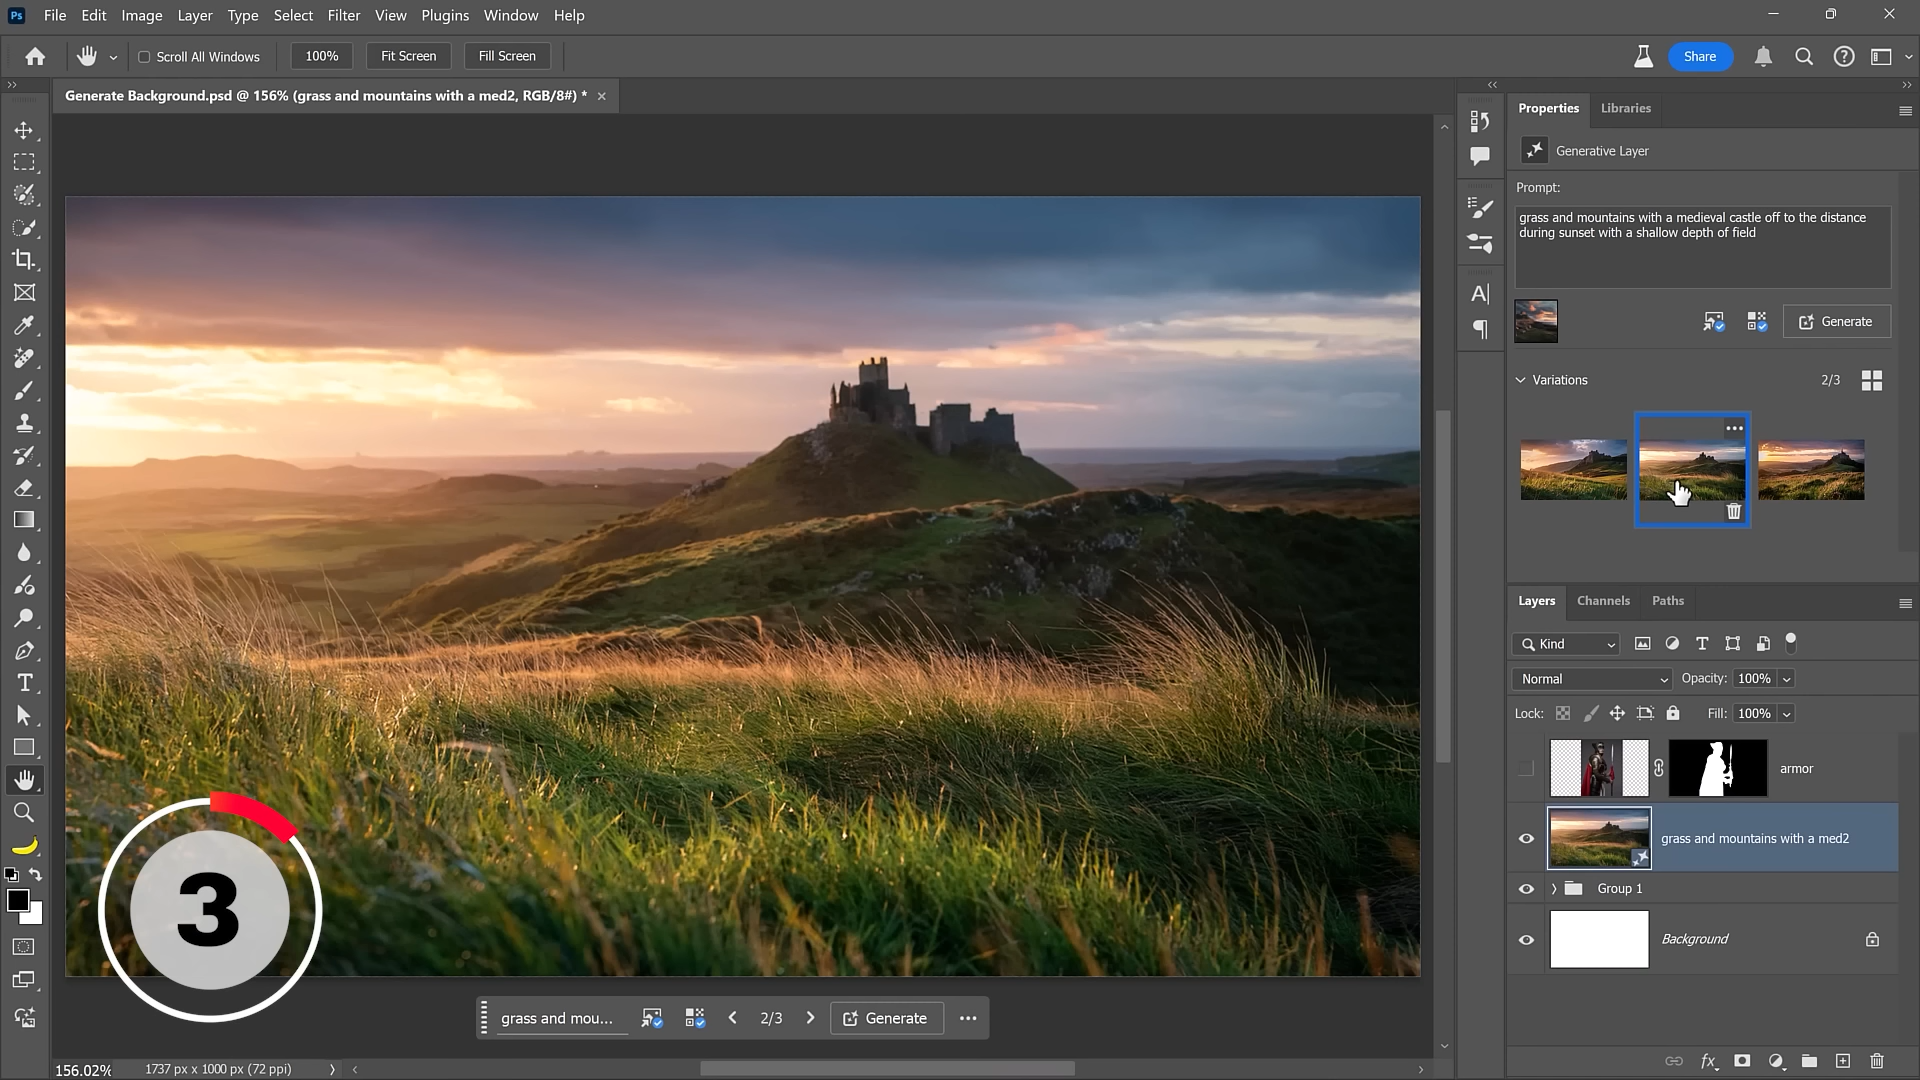 Ps File Edit Image Layer Type Select Filter View Plugins Window Help
Scroll All Windows 100% Fit Screen Fill Screen Share
Generate Background.psd @ 156% (grass and mountains with a med2, RGB/8#) *
Properties Libraries
Generative Layer
Prompt:
grass and mountains with a medieval castle off to the distance
during sunset with a shallow depth of field
Generate
Variations 2/3
Layers Channels Paths
Kind
Normal Opacity: 100%
Lock: Fill: 100%
armor
grass and mountains with a med2
Group 1
Background
3
grass and mou... 2/3 Generate
156.02% 1737 px x 1000 px (72 ppi)